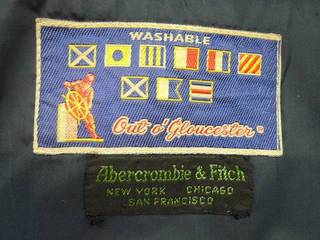 WASHABLE
Out o' Gloucester ®
Abercrombie & Fitch
NEW YORK CHICAGO
SAN FRANCISCO